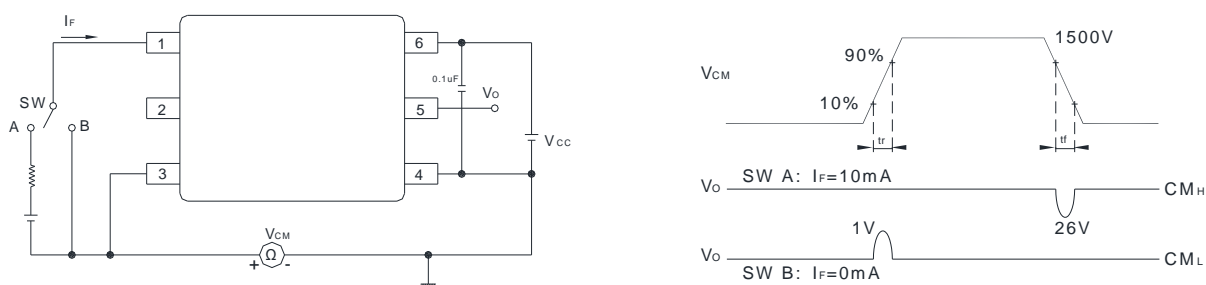 IF
1
6
0.1uF
SW
A
B
2
5
VO
VCC
3
4
VCM
+ Ω -
1500V
90%
VCM
10%
tr
tf
VO SW A: IF=10mA CMH
26V
1V
VO CML
SW B: IF=0mA